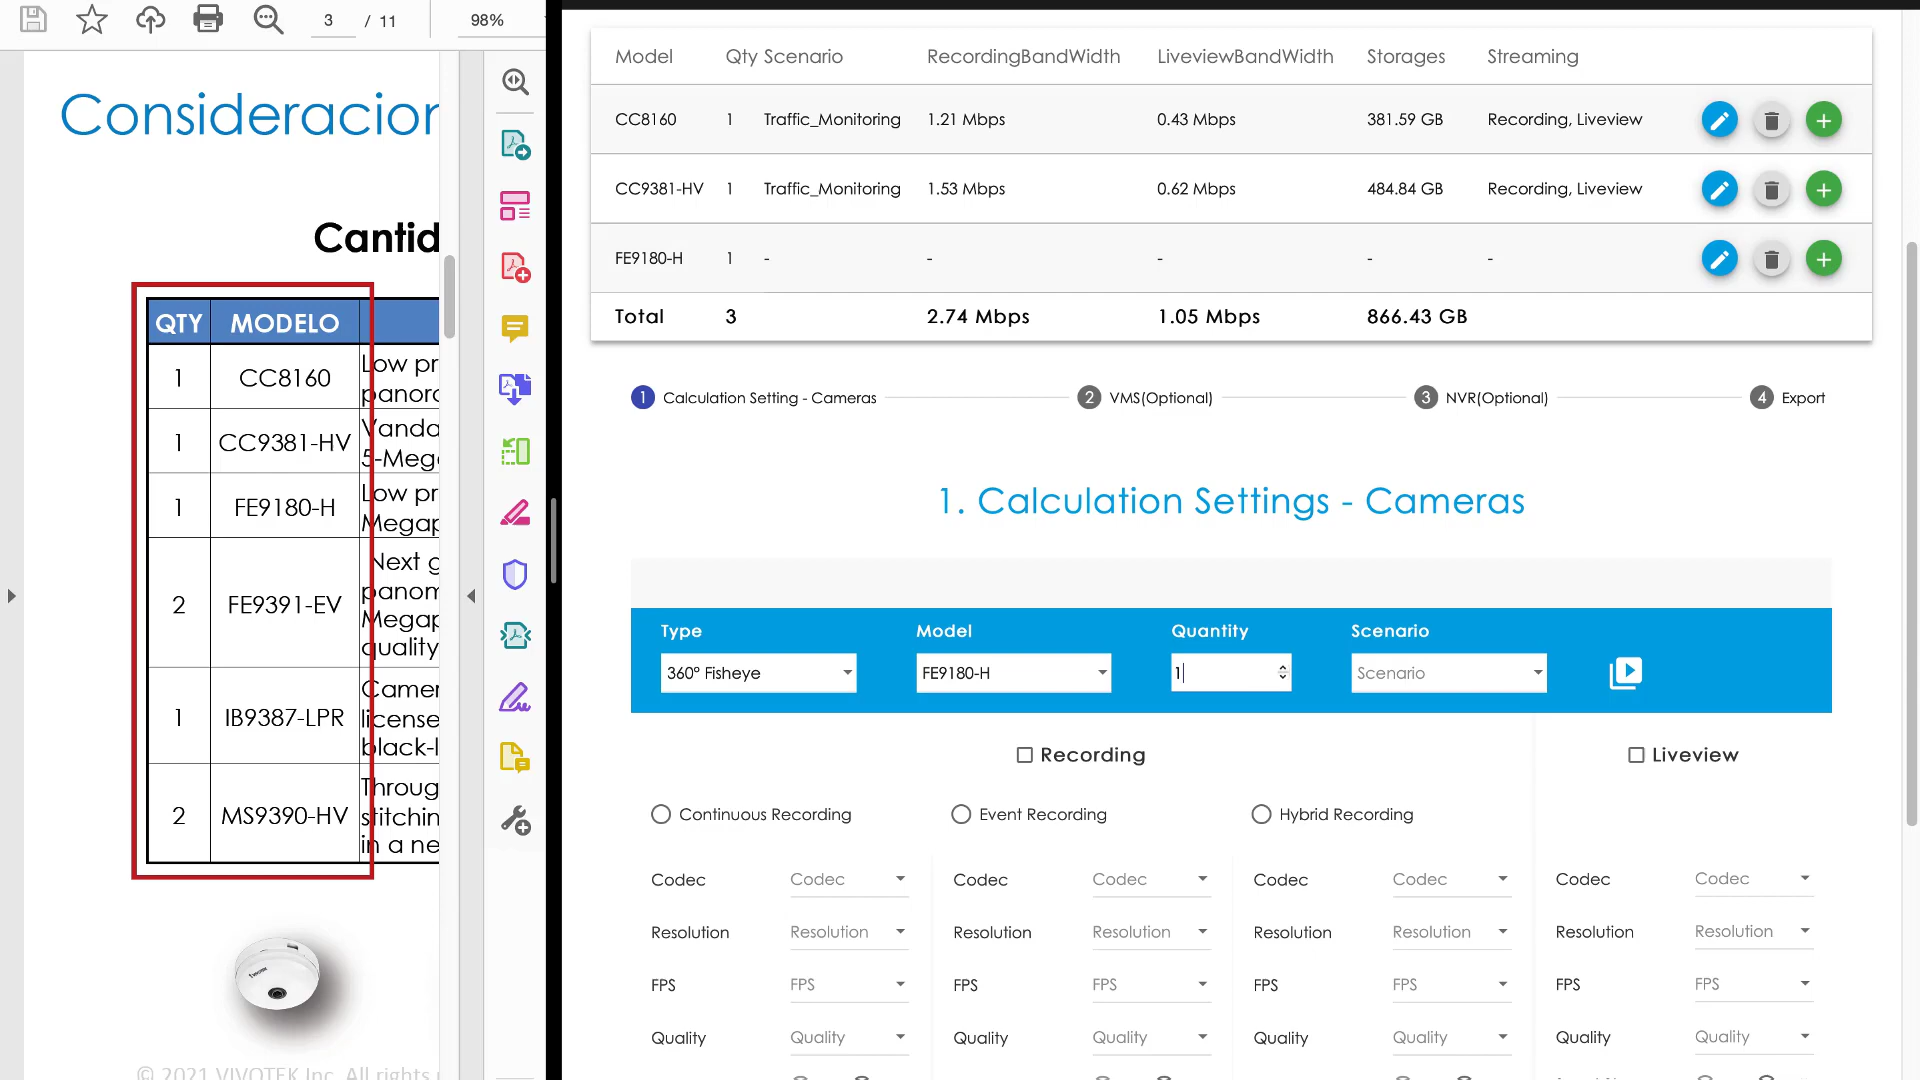 3 / 11
98%
Consideracion
Cantid
QTY MODELO
1 CC8160 Low pr
panora
1 CC9381-HV Vanda
5-Mega
1 FE9180-H Low pr
Megap
2 FE9391-EV Next g
panom
Megap
quality
1 IB9387-LPR Camer
license
black-l
2 MS9390-HV Throug
stitchin
in a ne
© 2021 VIVOTEK Inc. All rights
Model Qty Scenario RecordingBandWidth LiveviewBandWidth Storages Streaming
CC8160 1 Traffic_Monitoring 1.21 Mbps 0.43 Mbps 381.59 GB Recording, Liveview
CC9381-HV 1 Traffic_Monitoring 1.53 Mbps 0.62 Mbps 484.84 GB Recording, Liveview
FE9180-H 1 - - - - -
Total 3 2.74 Mbps 1.05 Mbps 866.43 GB
1 Calculation Setting - Cameras 2 VMS(Optional) 3 NVR(Optional) 4 Export
1. Calculation Settings - Cameras
Type Model Quantity Scenario
360° Fisheye FE9180-H 1 Scenario
Recording Liveview
Continuous Recording Event Recording Hybrid Recording
Codec Codec Codec Codec Codec Codec Codec Codec
Resolution Resolution Resolution Resolution Resolution Resolution Resolution Resolution
FPS FPS FPS FPS FPS FPS FPS FPS
Quality Quality Quality Quality Quality Quality Quality Quality